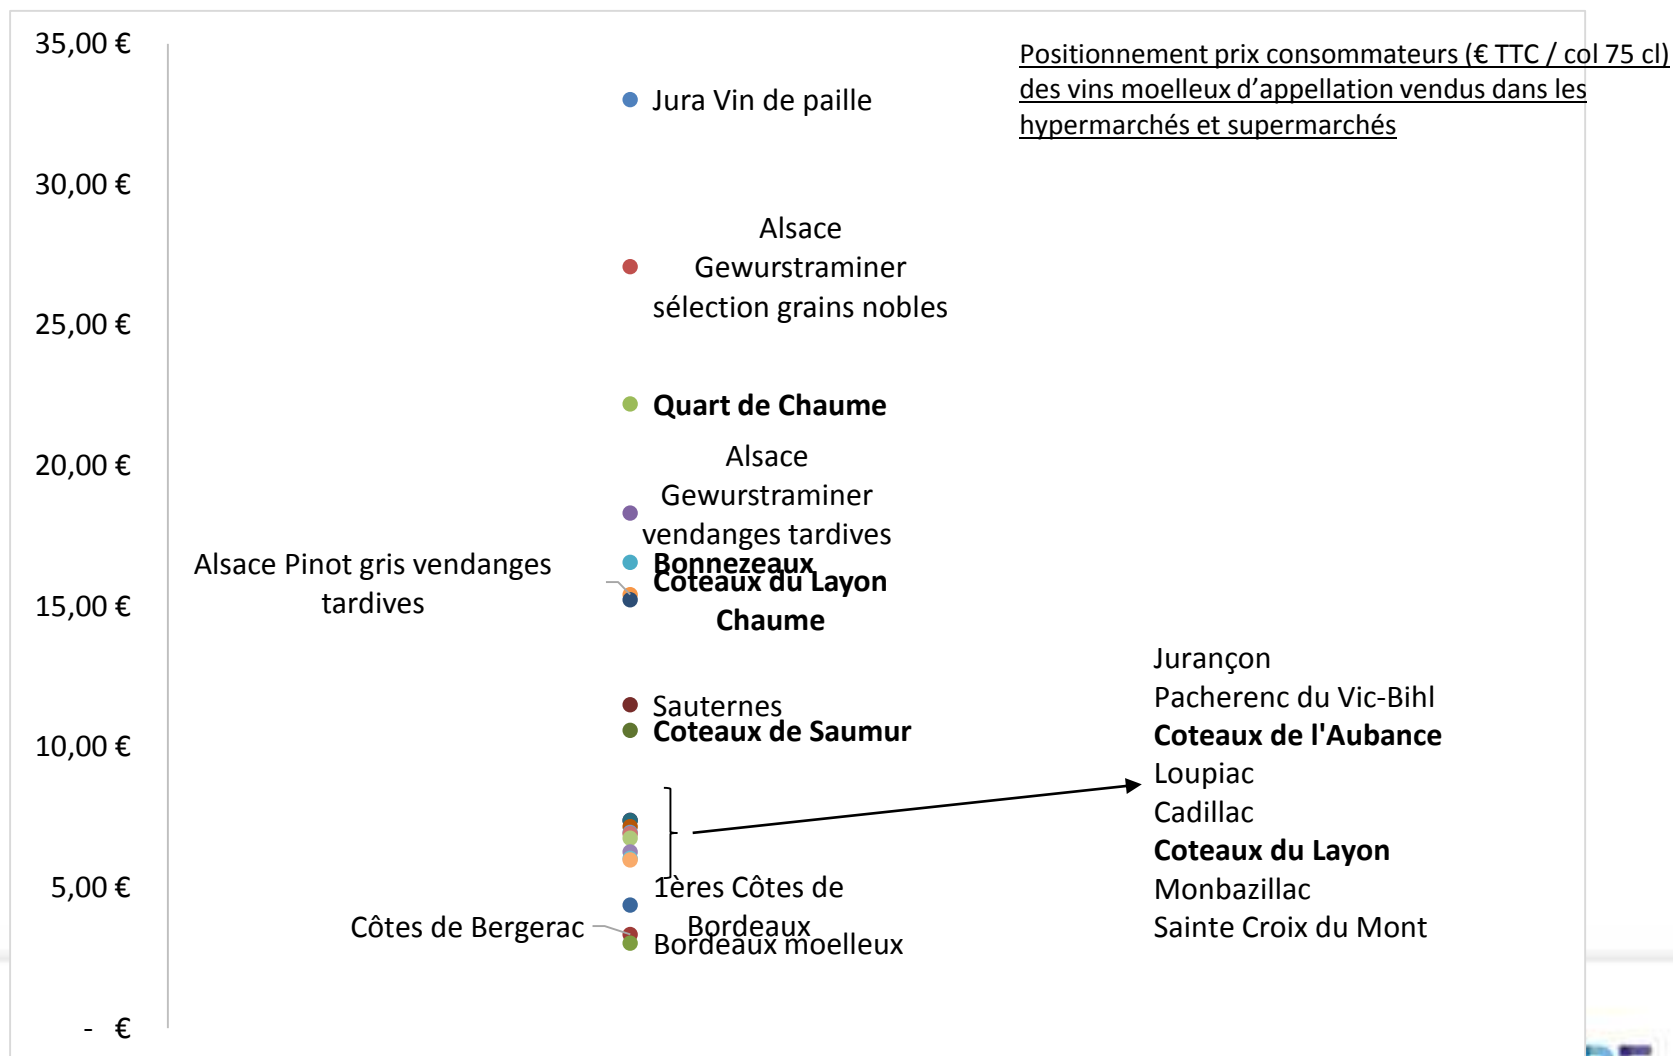 35,00 €
30,00 €
25,00 €
20,00 €
15,00 €
10,00 €
5,00 €
- €
Positionnement prix consommateurs (€ TTC / col 75 cl)
des vins moelleux d’appellation vendus dans les
hypermarchés et supermarchés
Jura Vin de paille
Alsace
Gewurstraminer
sélection grains nobles
Quart de Chaume
Alsace
Gewurstraminer
vendanges tardives
Bonnezeaux
Alsace Pinot gris vendanges
tardives
Coteaux du Layon
Chaume
Sauternes
Coteaux de Saumur
1ères Côtes de
Bordeaux
Côtes de Bergerac
Bordeaux moelleux
Jurançon
Pacherenc du Vic-Bihl
Coteaux de l'Aubance
Loupiac
Cadillac
Coteaux du Layon
Monbazillac
Sainte Croix du Mont